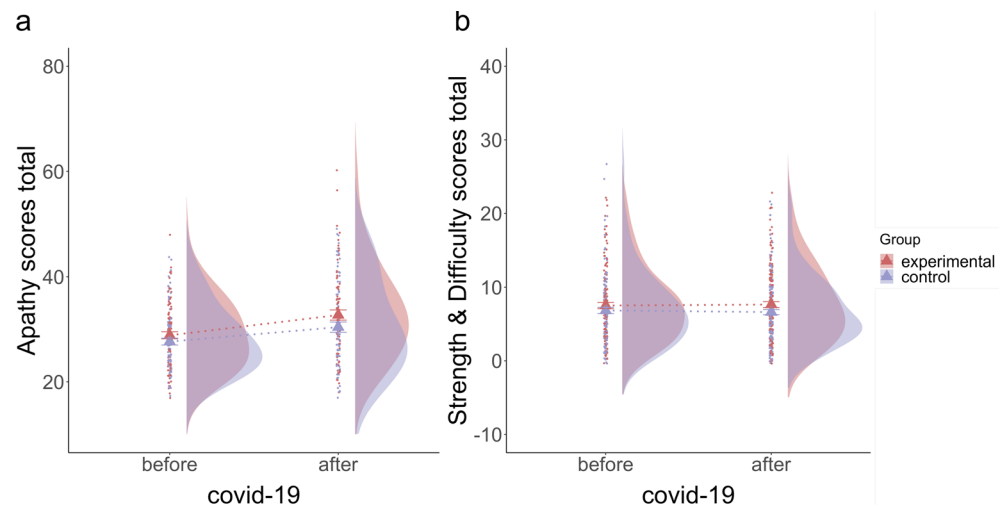 a
Apathy scores total
80
60
40
20
before
after
covid-19
b
Strength & Difficulty scores total
40
30
20
10
0
-10
before
after
covid-19
Group
experimental
control